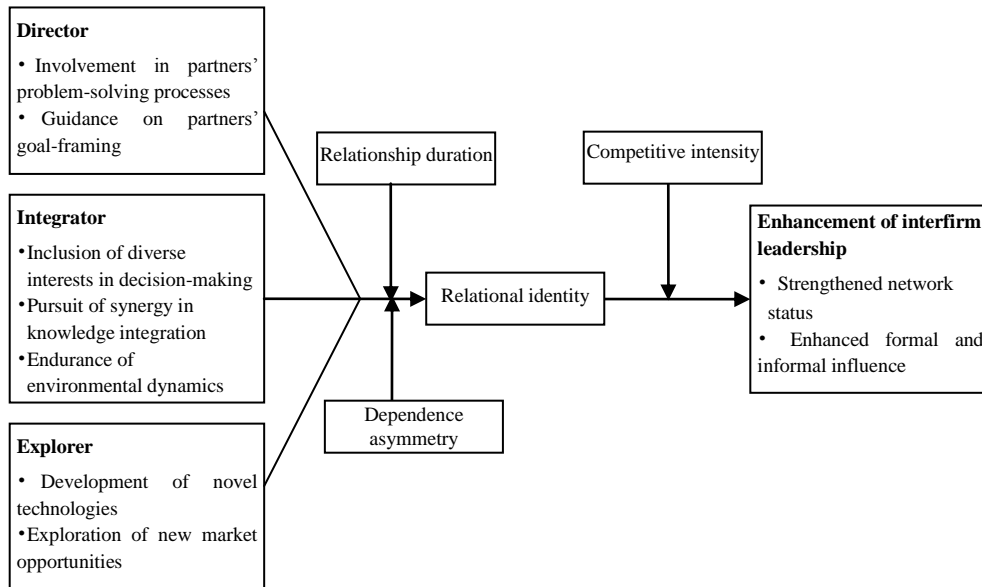 Director
• Involvement in partners’
problem-solving processes
• Guidance on partners’
goal-framing
Relationship duration
Competitive intensity
Integrator
•Inclusion of diverse
interests in decision-making
•Pursuit of synergy in
knowledge integration
•Endurance of
environmental dynamics
Relational identity
Enhancement of interfirm
leadership
• Strengthened network
status
• Enhanced formal and
informal influence
Dependence
asymmetry
Explorer
• Development of novel
technologies
•Exploration of new market
opportunities